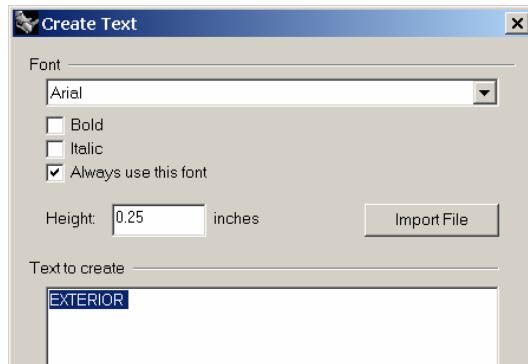 Create Text
Font
Arial
Bold
Italic
Always use this font
Height: 0.25 inches Import File
Text to create
EXTERIOR